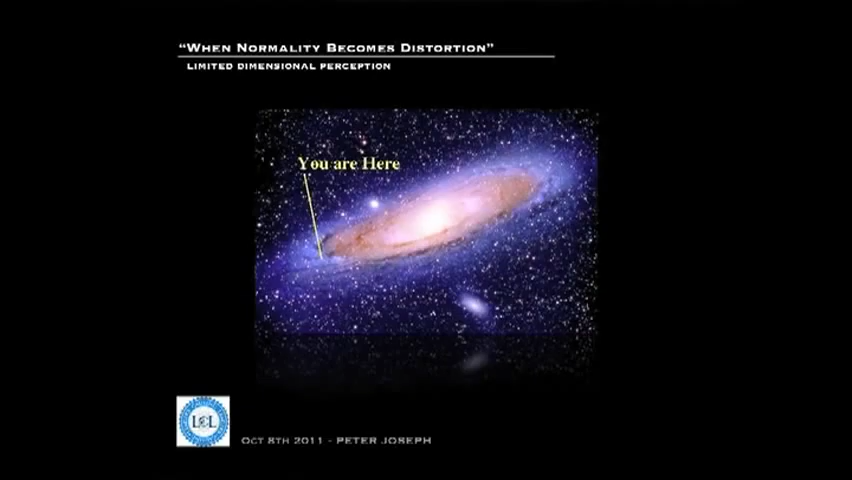 “When Normality Becomes Distortion”
Limited Dimensional Perception
You are Here
L&L
Oct 8th 2011 - Peter Joseph